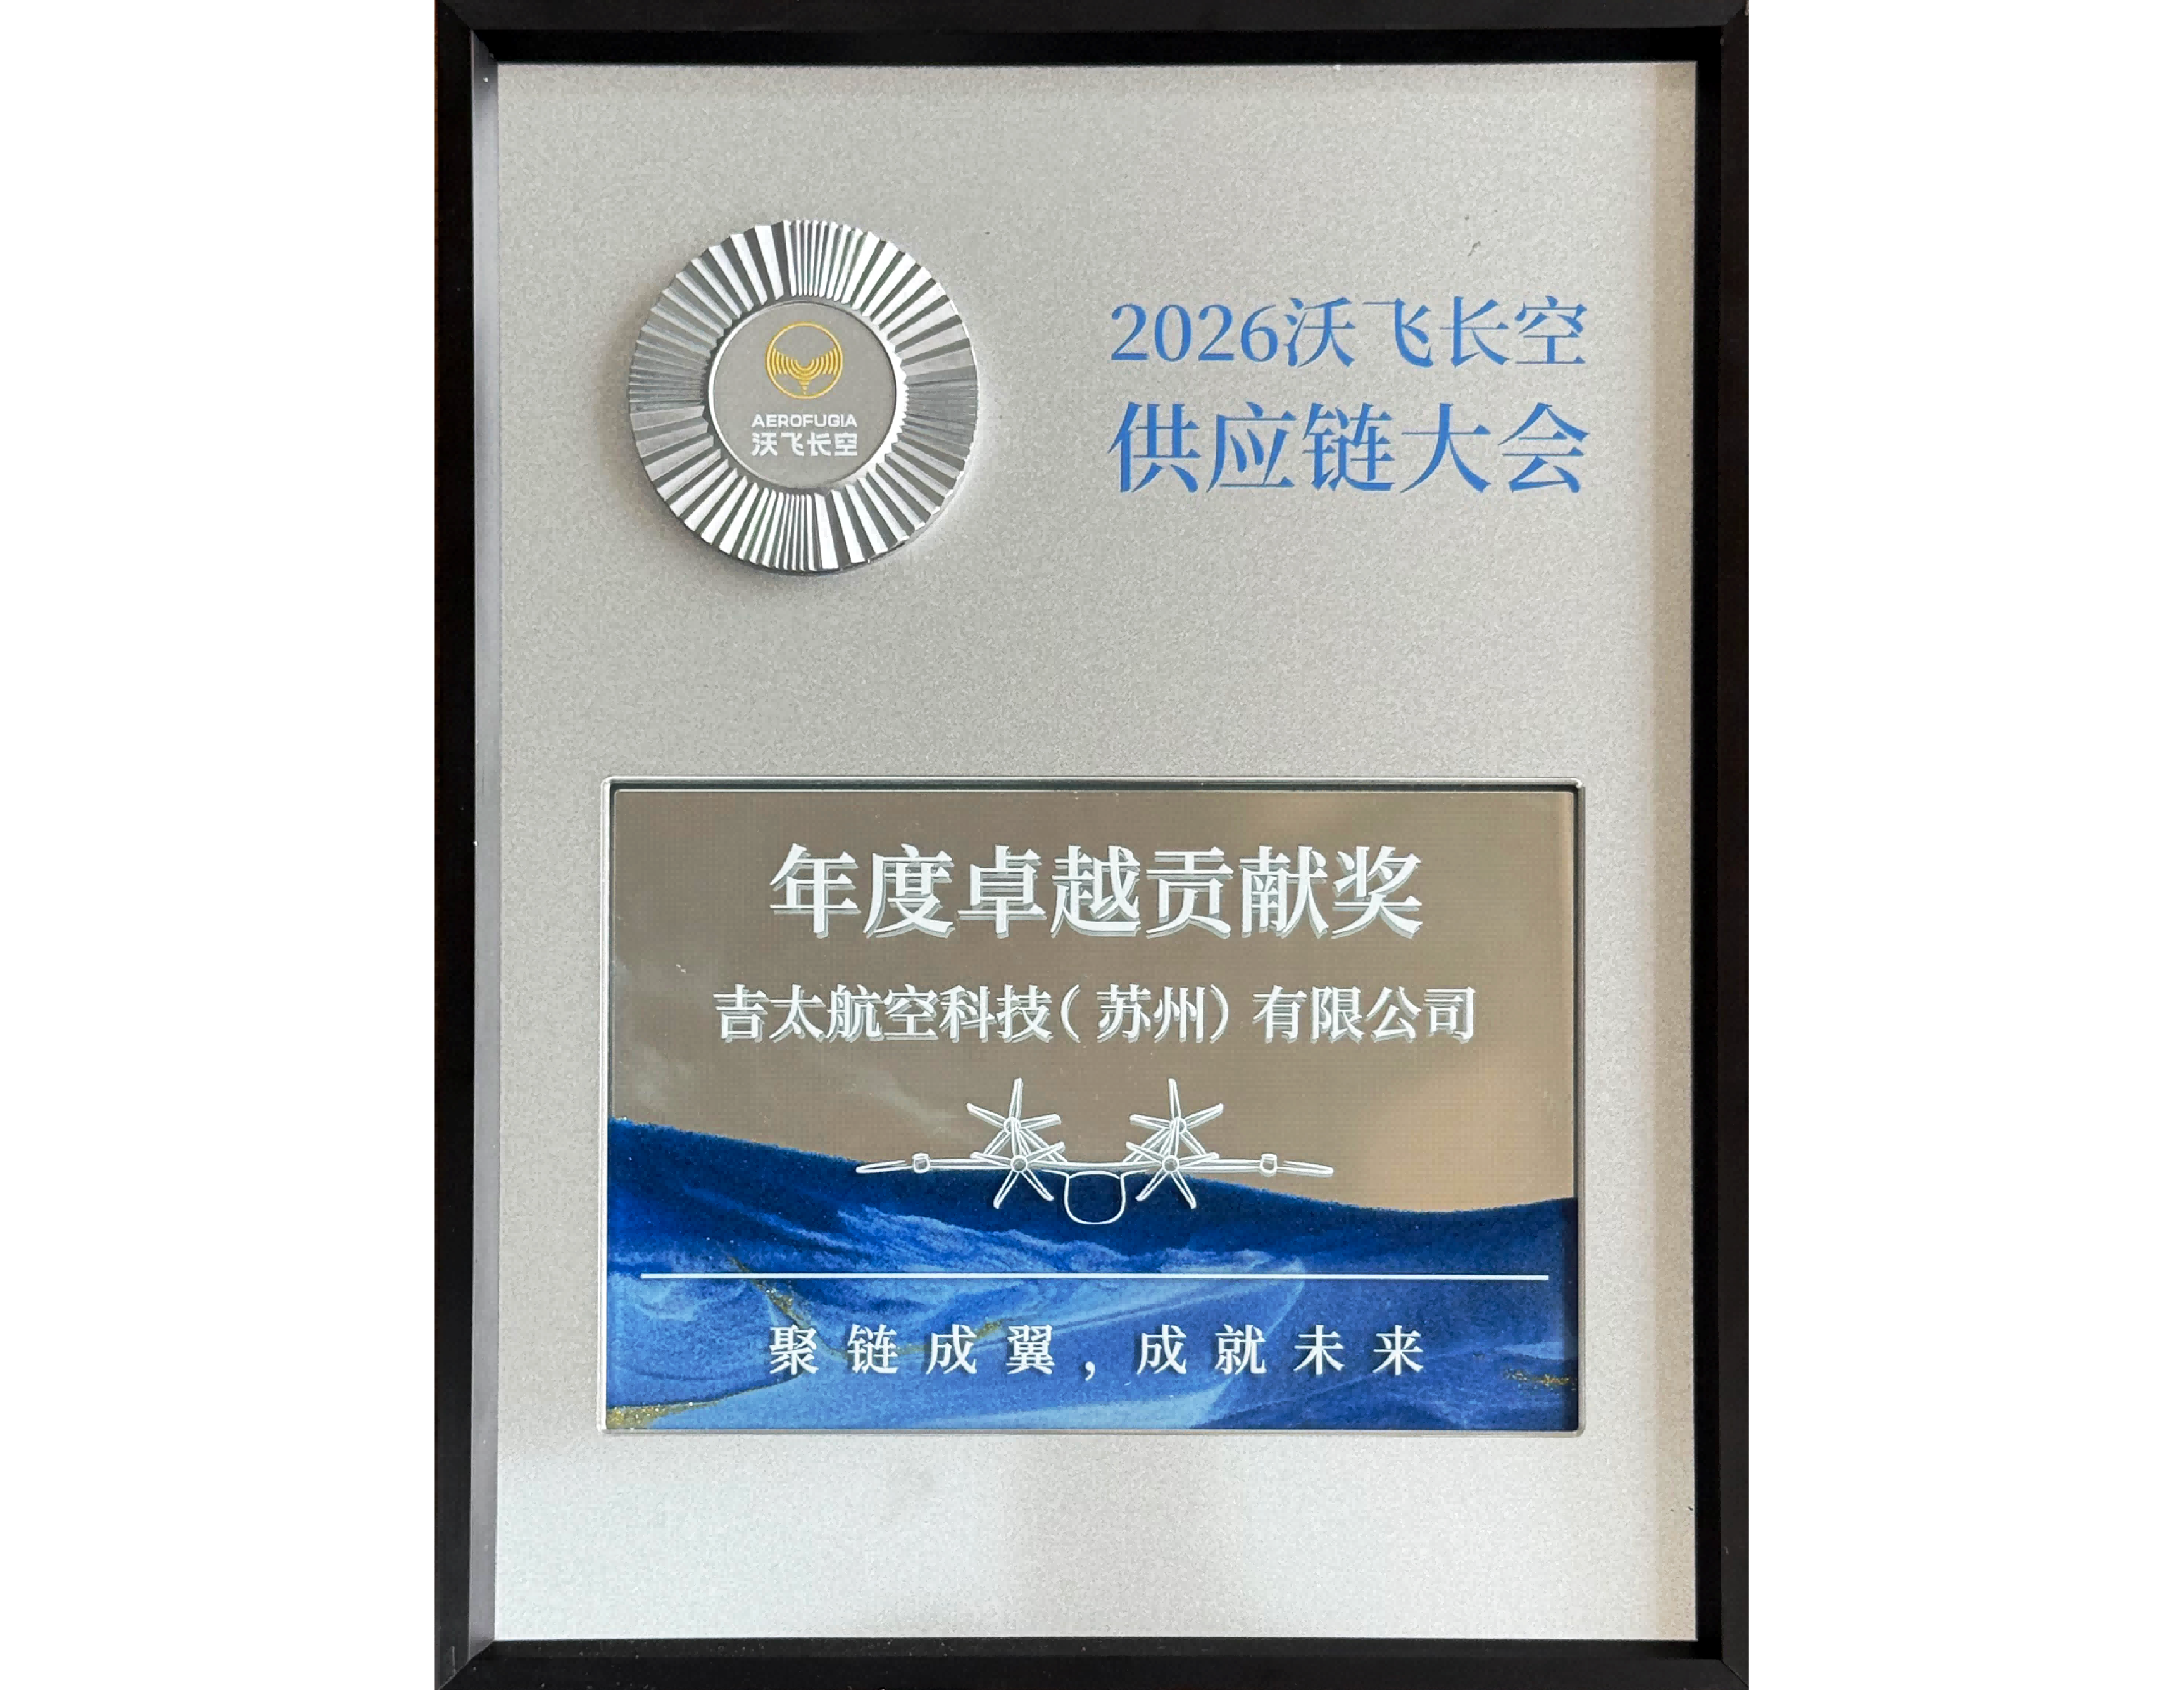 AEROFUGIA
沃飞长空
2026沃飞长空
供应链大会
年度卓越贡献奖
吉太航空科技(苏州)有限公司
聚链成翼,成就未来